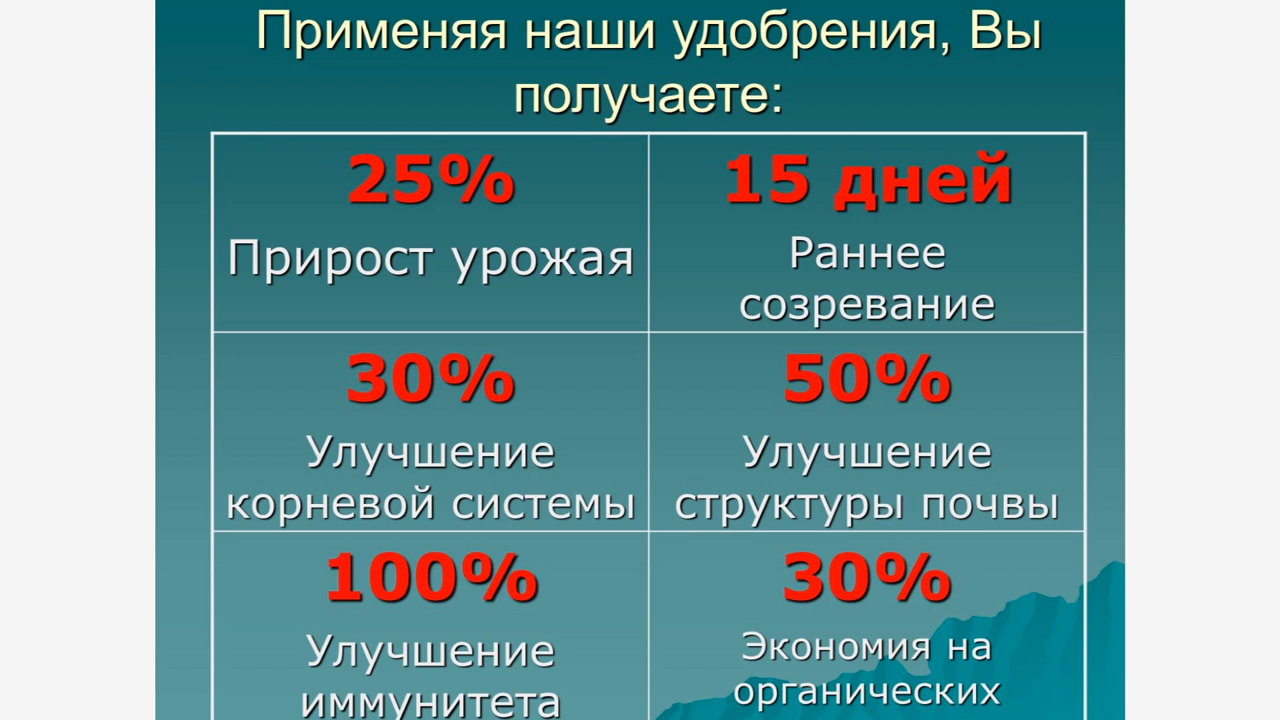 Применяя наши удобрения, Вы
получаете:
25%
Прирост урожая
15 дней
Раннее
созревание
30%
Улучшение
корневой системы
50%
Улучшение
структуры почвы
100%
Улучшение
иммунитета
30%
Экономия на
органических